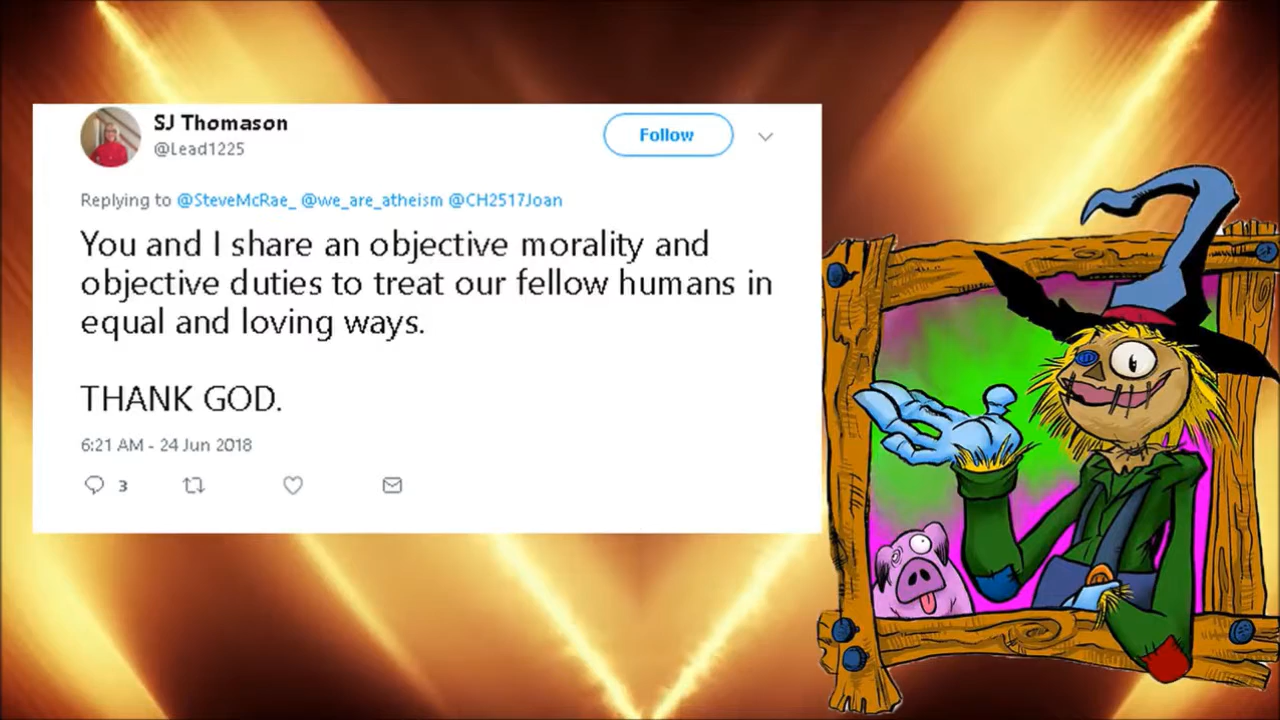 SJ Thomason
Follow
@Lead1225
Replying to @SteveMcRae_ @we_are_atheism @CH2517Joan
You and I share an objective morality and
objective duties to treat our fellow humans in
equal and loving ways.
THANK GOD.
6:21 AM - 24 Jun 2018
3